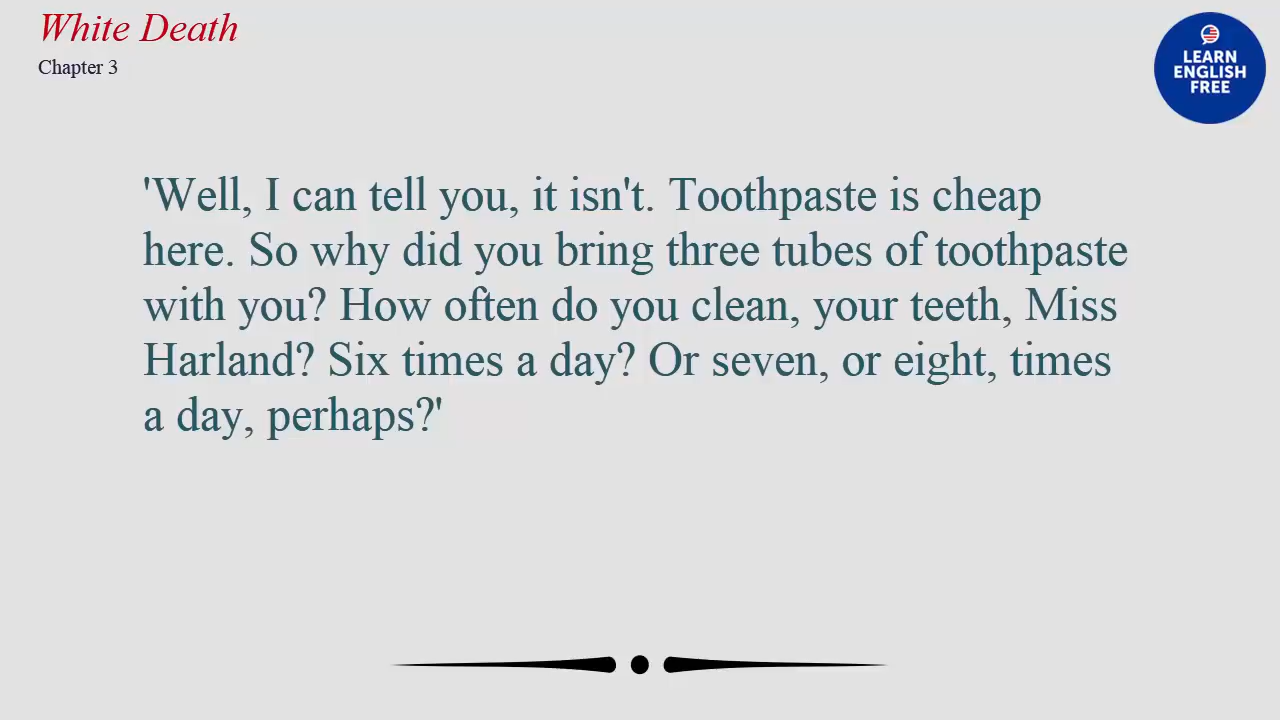 White Death
Chapter 3
LEARN
ENGLISH
FREE
'Well, I can tell you, it isn't. Toothpaste is cheap
here. So why did you bring three tubes of toothpaste
with you? How often do you clean, your teeth, Miss
Harland? Six times a day? Or seven, or eight, times
a day, perhaps?'